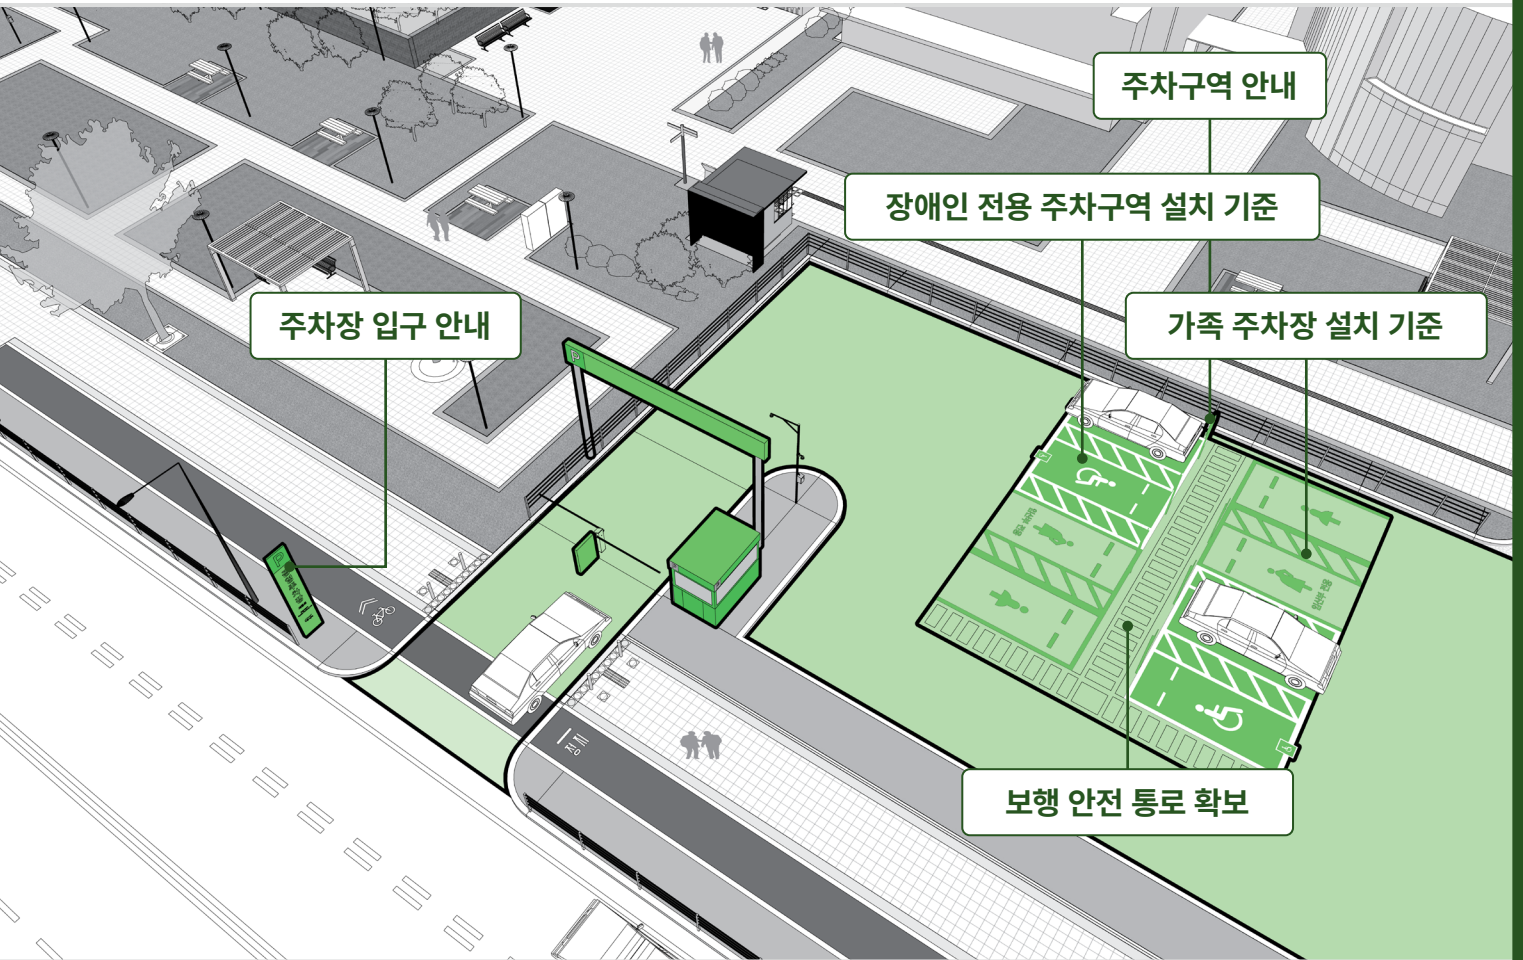 주차구역 안내
장애인 전용 주차구역 설치 기준
주차장 입구 안내
가족 주차장 설치 기준
P
P
보행 안전 통로 확보